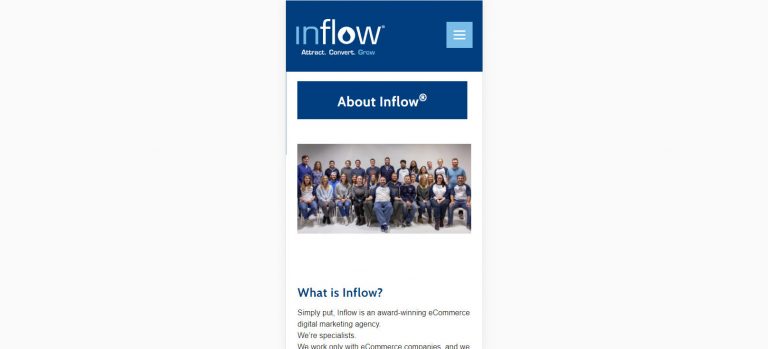 inflow®
Attract. Convert. Grow
About Inflow®
What is Inflow?
Simply put, Inflow is an award-winning eCommerce
digital marketing agency.
We're specialists.
We work only with eCommerce companies, and we